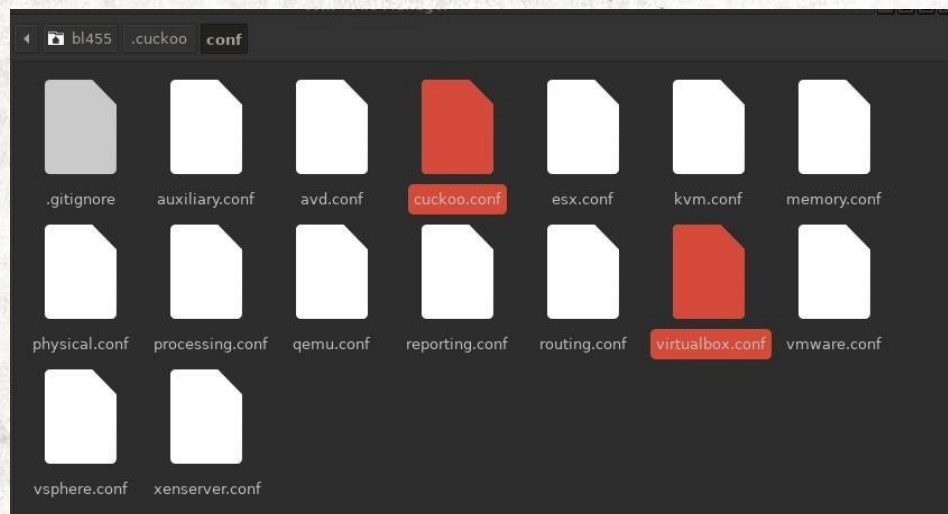 bl455 .cuckoo conf
.gitignore auxiliary.conf avd.conf cuckoo.conf esx.conf kvm.conf memory.conf
physical.conf processing.conf qemu.conf reporting.conf routing.conf virtualbox.conf vmware.conf
vsphere.conf xenserver.conf